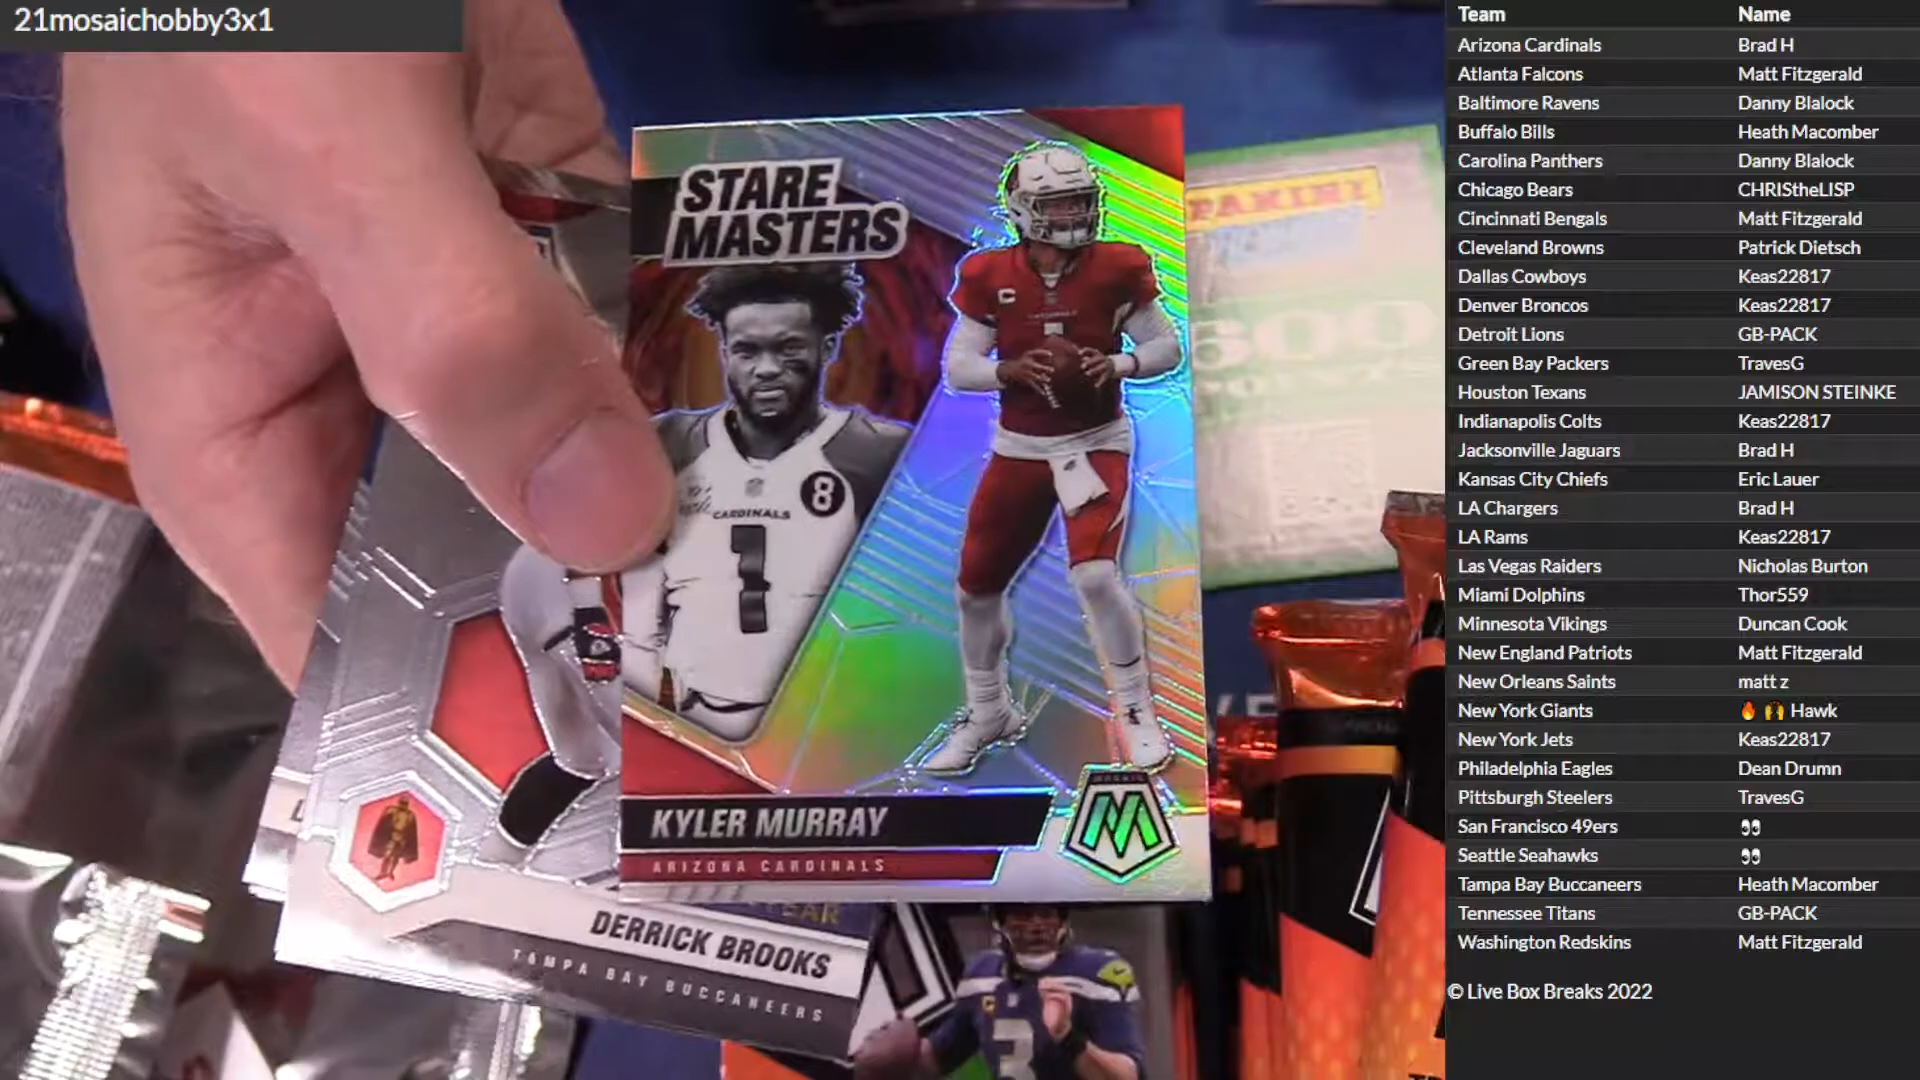 21mosaichobby3x1
STARE
MASTERS
8
CARDINALS
1
KYLER MURRAY
ARIZONA CARDINALS
MOSAIC
DERRICK BROOKS
TAMPA BAY BUCCANEERS
3
PANINI
Team Name
Arizona Cardinals Brad H
Atlanta Falcons Matt Fitzgerald
Baltimore Ravens Danny Blalock
Buffalo Bills Heath Macomber
Carolina Panthers Danny Blalock
Chicago Bears CHRIStheLISP
Cincinnati Bengals Matt Fitzgerald
Cleveland Browns Patrick Dietsch
Dallas Cowboys Keas22817
Denver Broncos Keas22817
Detroit Lions GB-PACK
Green Bay Packers TravesG
Houston Texans JAMISON STEINKE
Indianapolis Colts Keas22817
Jacksonville Jaguars Brad H
Kansas City Chiefs Eric Lauer
LA Chargers Brad H
LA Rams Keas22817
Las Vegas Raiders Nicholas Burton
Miami Dolphins Thor559
Minnesota Vikings Duncan Cook
New England Patriots Matt Fitzgerald
New Orleans Saints matt z
New York Giants 🔥 🙌 Hawk
New York Jets Keas22817
Philadelphia Eagles Dean Drumn
Pittsburgh Steelers TravesG
San Francisco 49ers 👀
Seattle Seahawks 👀
Tampa Bay Buccaneers Heath Macomber
Tennessee Titans GB-PACK
Washington Redskins Matt Fitzgerald
© Live Box Breaks 2022